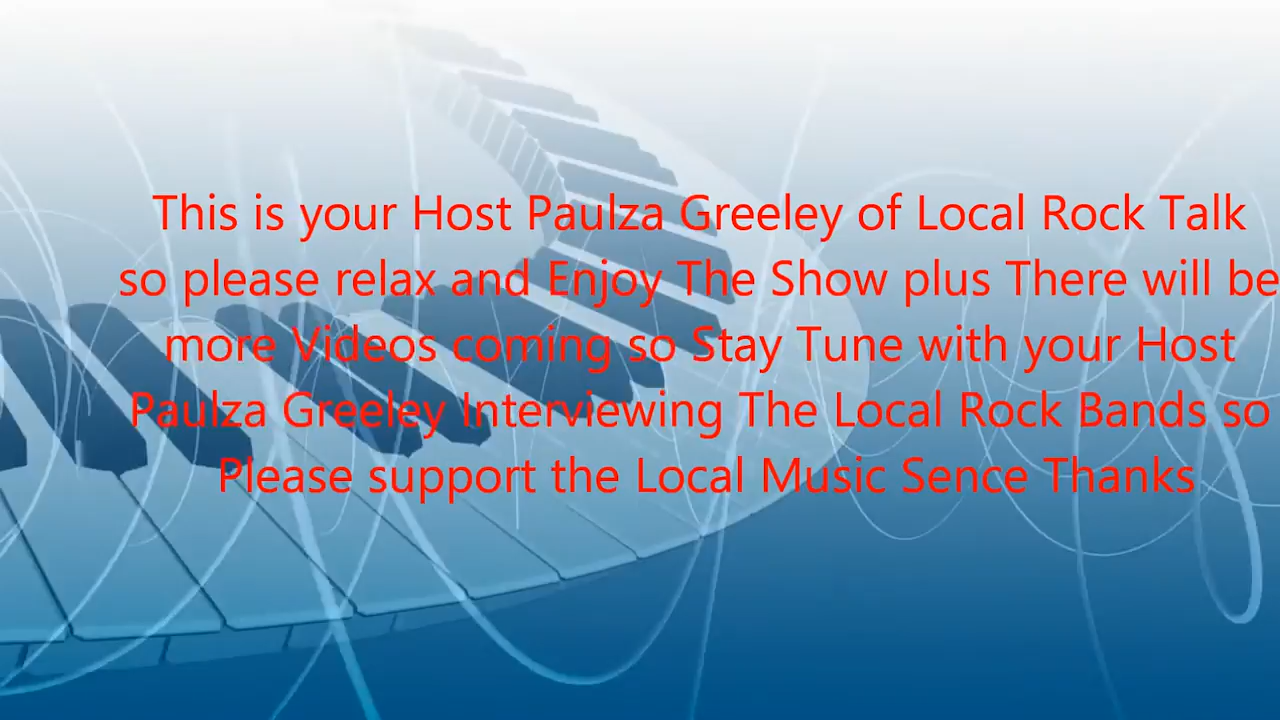 This is your Host Paulza Greeley of Local Rock Talk
so please relax and Enjoy The Show plus There will be
more Videos coming so Stay Tune with your Host
Paulza Greeley Interviewing The Local Rock Bands so
Please support the Local Music Sence Thanks